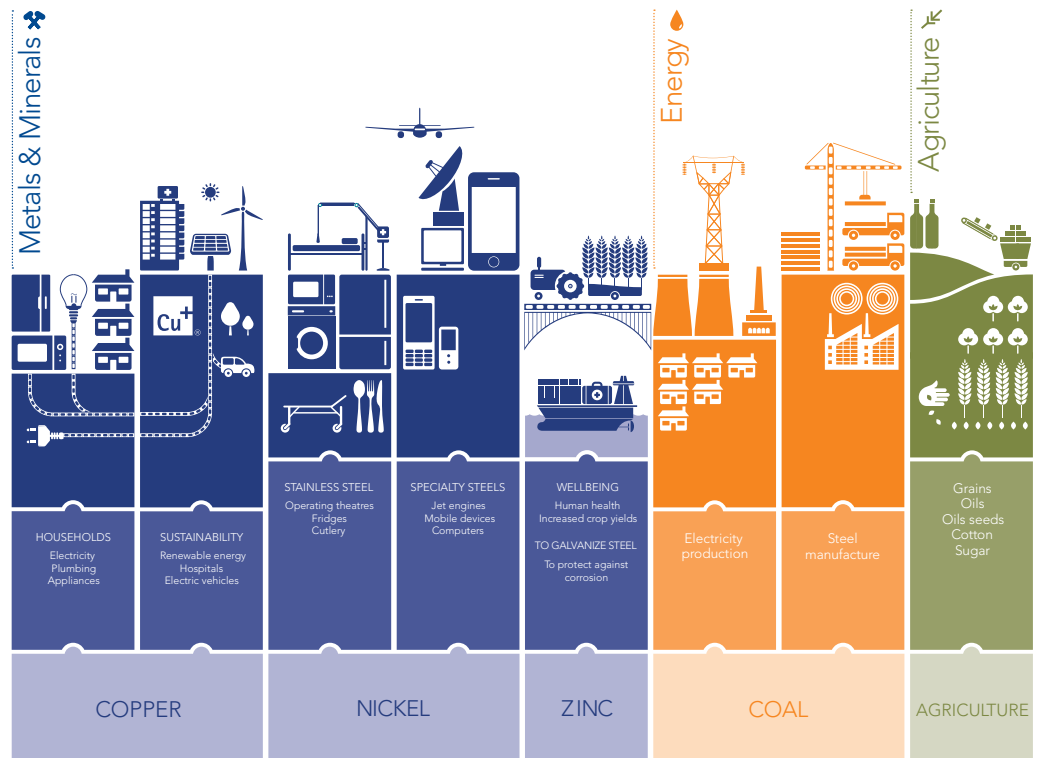 Metals & Minerals
Energy
Agriculture
Cu+
®
HOUSEHOLDS
Electricity
Plumbing
Appliances
SUSTAINABILITY
Renewable energy
Hospitals
Electric vehicles
STAINLESS STEEL
Operating theatres
Fridges
Cutlery
SPECIALTY STEELS
Jet engines
Mobile devices
Computers
WELLBEING
Human health
Increased crop yields
TO GALVANIZE STEEL
To protect against
corrosion
Electricity
production
Steel
manufacture
Grains
Oils
Oils seeds
Cotton
Sugar
COPPER
NICKEL
ZINC
COAL
AGRICULTURE